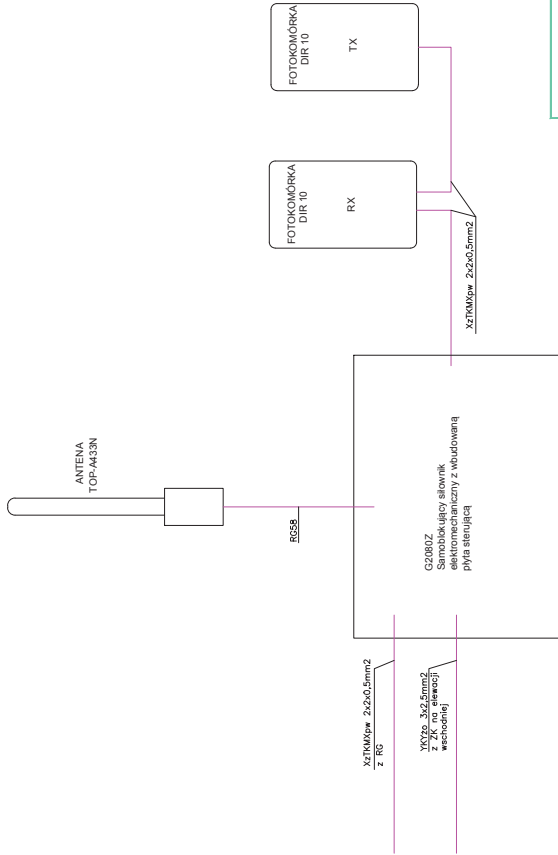 FOTOKOMÓRKA
DIR 10
TX
FOTOKOMÓRKA
DIR 10
RX
XzTKMXpw 2x2x0,5mm2
ANTENA
TOP-A433N
RG58
G2080Z
Samoblokujący siłownik
elektromechaniczny z wbudowaną
płyta sterującą
XzTKMXpw 2x2x0,5mm2
z RG
YKYżo 3x2,5mm2
z ZK na elewacji
wschodniej